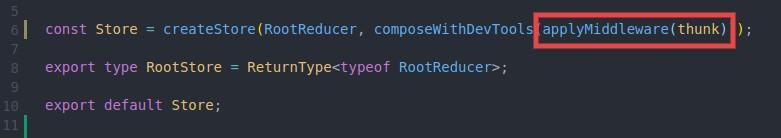 5
6 const Store = createStore(RootReducer, composeWithDevTools(applyMiddleware(thunk)));
7
8 export type RootStore = ReturnType<typeof RootReducer>;
9
10 export default Store;
11